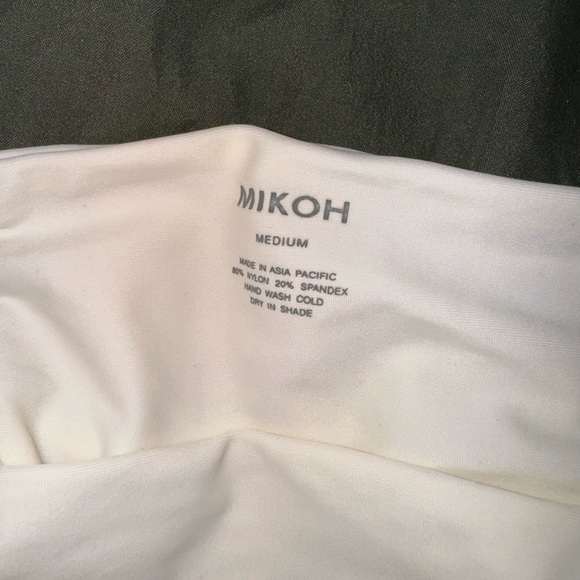 MIKOH
MEDIUM
MADE IN ASIA PACIFIC
80% NYLON 20% SPANDEX
HAND WASH COLD
DRY IN SHADE